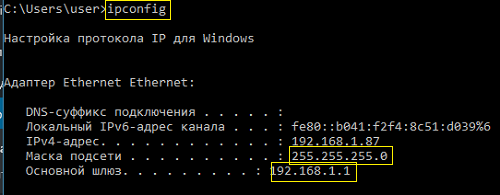 C:\Users\user>ipconfig
Настройка протокола IP для Windows
Адаптер Ethernet Ethernet:
DNS-суффикс подключения . . . . . :
Локальный IPv6-адрес канала . . . : fe80::b041:f2f4:8c51:d039%6
IPv4-адрес. . . . . . . . . . . . : 192.168.1.87
Маска подсети . . . . . . . . . . : 255.255.255.0
Основной шлюз. . . . . . . . . : 192.168.1.1